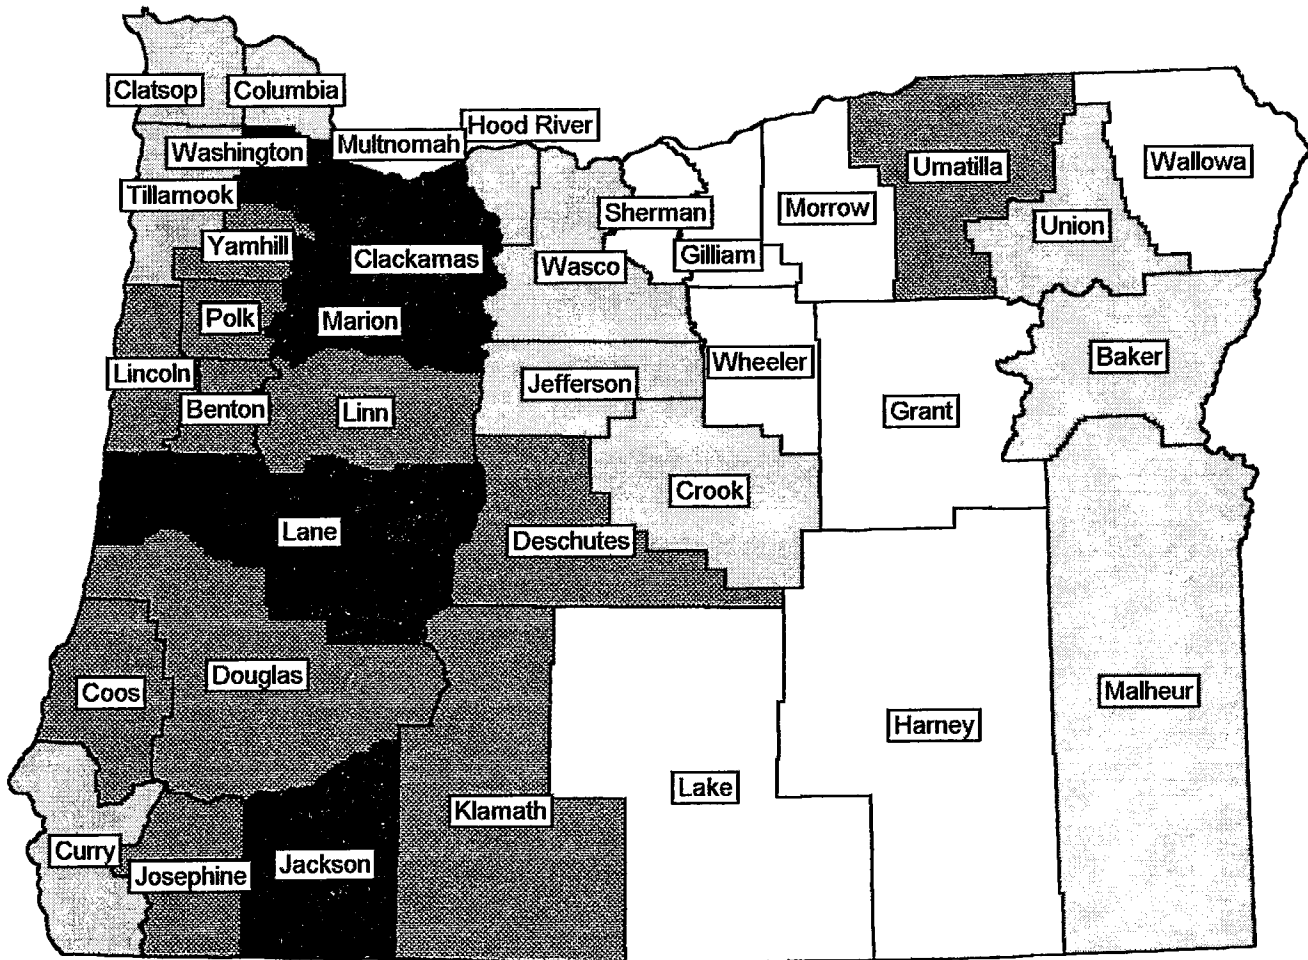 Clatsop
Columbia
Hood River
Multnomah
Washington
Umatilla
Wallowa
Tillamook
Morrow
Sherman
Union
Yamhill
Clackamas
Wasco
Gilliam
Polk
Marion
Baker
Wheeler
Lincoln
Jefferson
Benton
Linn
Grant
Crook
Lane
Deschutes
Douglas
Coos
Malheur
Harney
Lake
Klamath
Curry
Josephine
Jackson